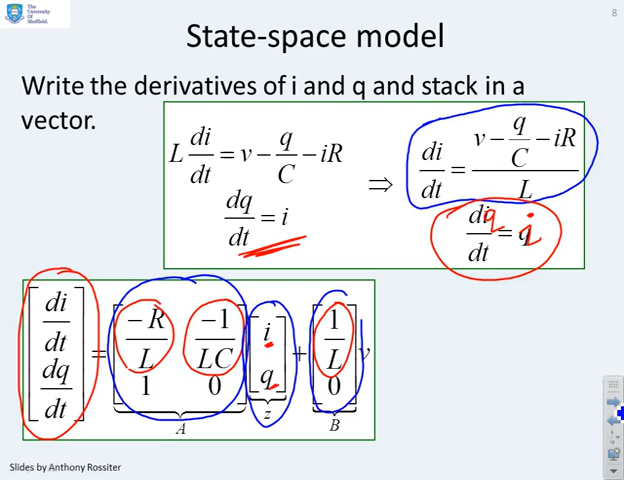 The
University
Of
Sheffield.
8
State-space model
Write the derivatives of i and q and stack in a
vector.
L di/dt = v − q/C − iR
dq/dt = i
⇒
di/dt = (v − q/C − iR)/L
di/dt = q
q i
[di/dt dq/dt] = [−R/L −1/LC 1 0] [i q] + [1/L 0] v
A z B
Slides by Anthony Rossiter